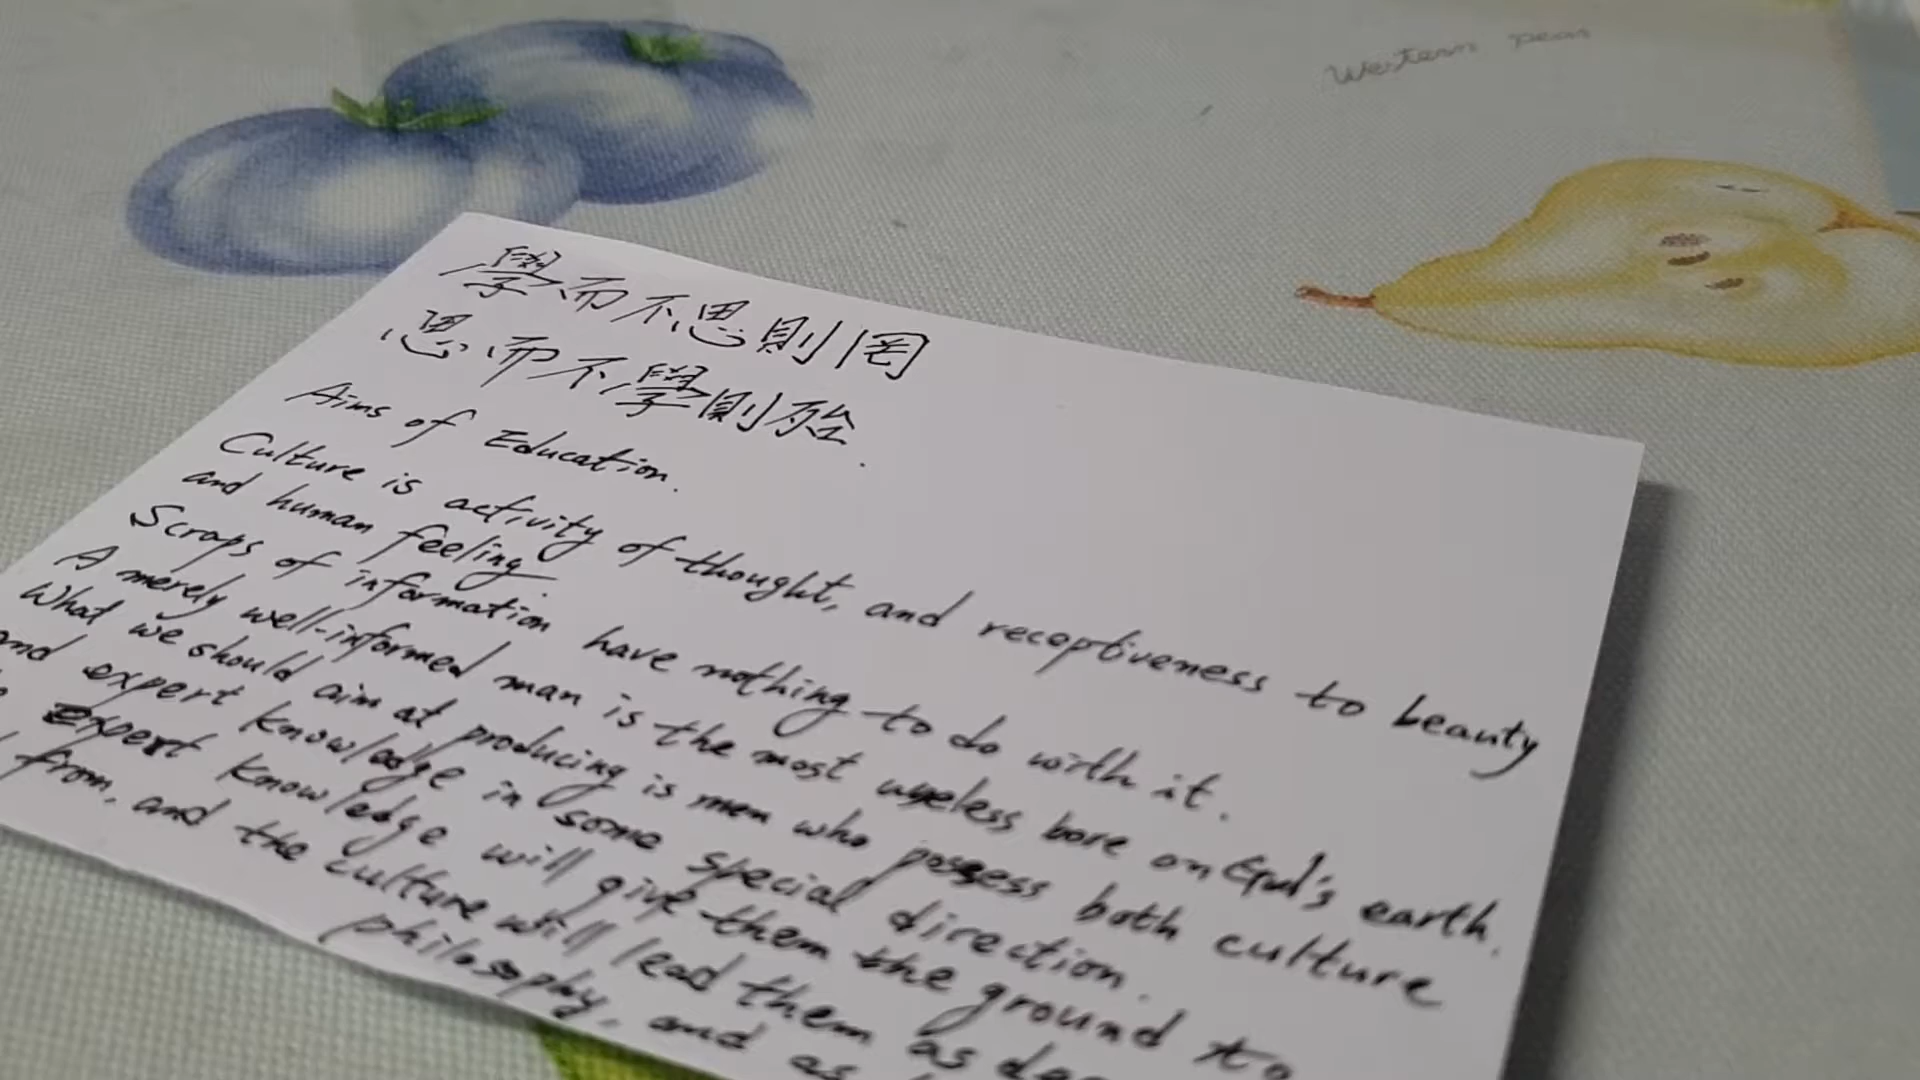 Western pear
學而不思則罔
思而不學則殆.
Aims of Education.
Culture is activity of thought, and receptiveness to beauty
and human feeling.
Scraps of information have nothing to do with it.
A merely well-informed man is the most useless bore on God's earth.
What we should aim at producing is men who possess both culture
and expert knowledge in some special direction.
Expert knowledge will give them the ground to
from, and the culture will lead them as
philosophy, and as